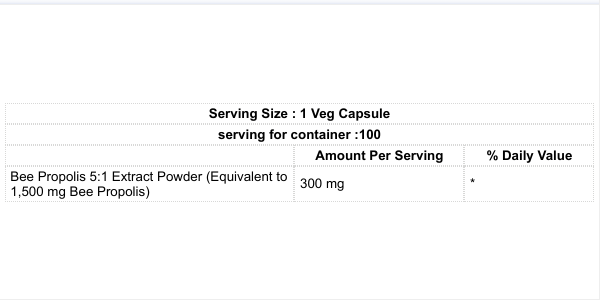 Serving Size : 1 Veg Capsule
serving for container :100
Amount Per Serving % Daily Value
Bee Propolis 5:1 Extract Powder (Equivalent to
1,500 mg Bee Propolis) 300 mg *